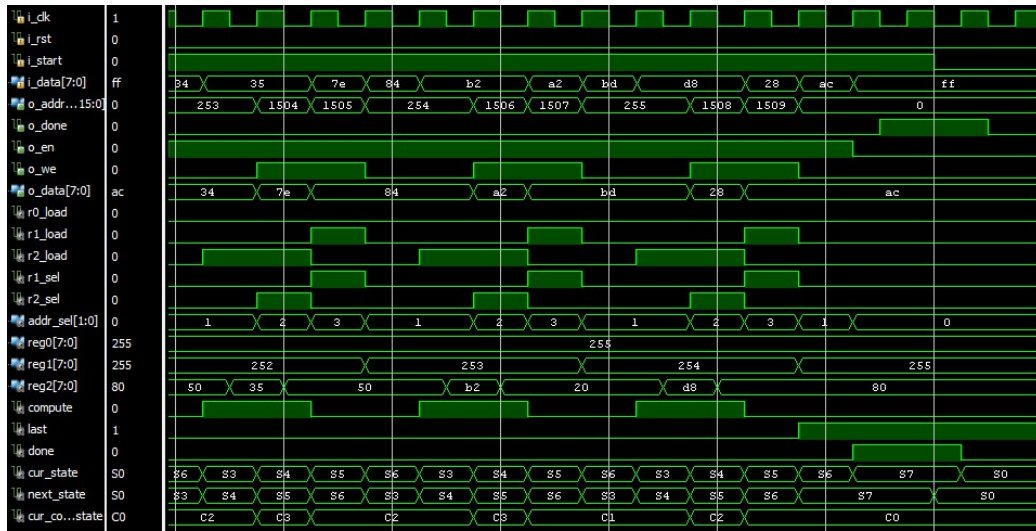 i_clk 1
i_rst 0
i_start 0
i_data[7:0] ff 34 35 7e 84 b2 a2 bd d8 28 ac ff
o_addr...15:0] 0 253 1504 1505 254 1506 1507 255 1508 1509 0
o_done 0
o_en 0
o_we 0
o_data[7:0] ac 34 7e 84 a2 bd 28 ac
r0_load 0
r1_load 0
r2_load 0
r1_sel 0
r2_sel 0
addr_sel[1:0] 0 1 2 3 1 2 3 1 2 3 1 0
reg0[7:0] 255 255
reg1[7:0] 255 252 253 254 255
reg2[7:0] 80 50 35 50 b2 20 d8 80
compute 0
last 1
done 0
cur_state S0 S6 S3 S4 S5 S6 S3 S4 S5 S6 S3 S4 S5 S6 S7 S0
next_state S0 S3 S4 S5 S6 S3 S4 S5 S6 S3 S4 S5 S6 S7 S0
cur_co...state] C0 C2 C3 C2 C3 C1 C2 C0